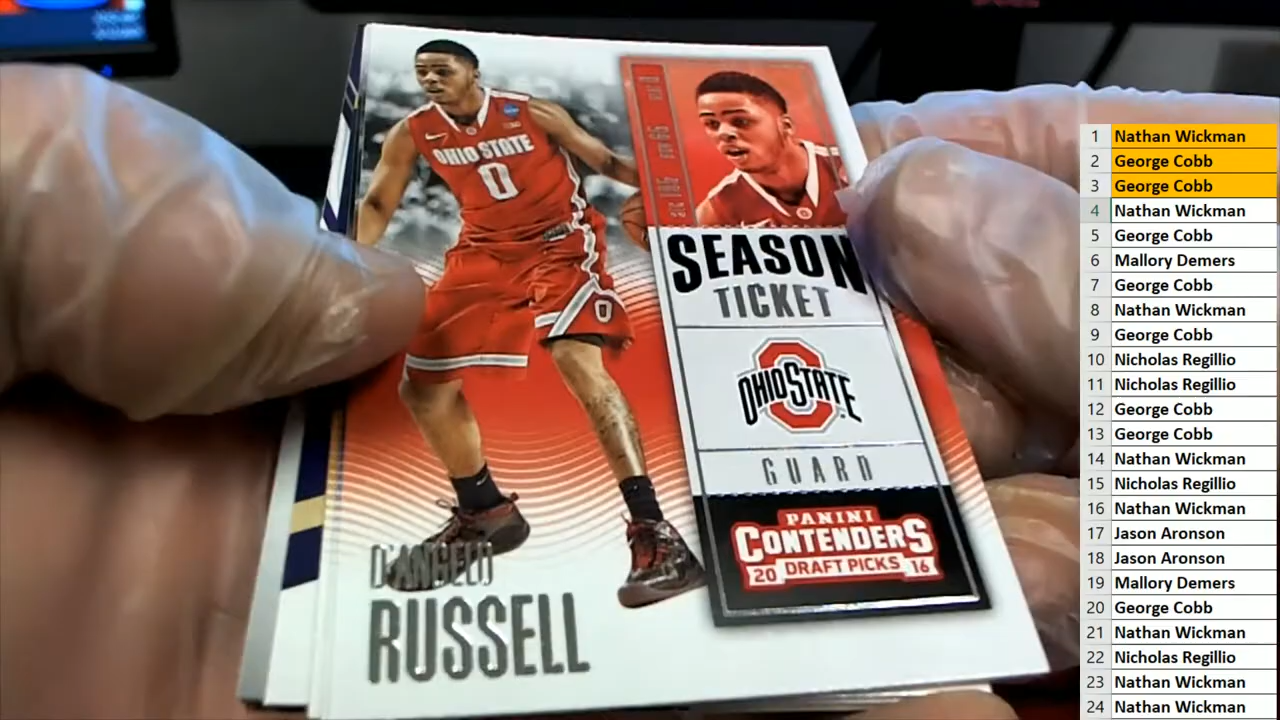 OHIO STATE
0
SEASON
TICKET
OHIO STATE
GUARD
PANINI
CONTENDERS
20 DRAFT PICKS 16
D'ANGELO
RUSSELL
1 Nathan Wickman
2 George Cobb
3 George Cobb
4 Nathan Wickman
5 George Cobb
6 Mallory Demers
7 George Cobb
8 Nathan Wickman
9 George Cobb
10 Nicholas Regillio
11 Nicholas Regillio
12 George Cobb
13 George Cobb
14 Nathan Wickman
15 Nicholas Regillio
16 Nathan Wickman
17 Jason Aronson
18 Jason Aronson
19 Mallory Demers
20 George Cobb
21 Nathan Wickman
22 Nicholas Regillio
23 Nathan Wickman
24 Nathan Wickman